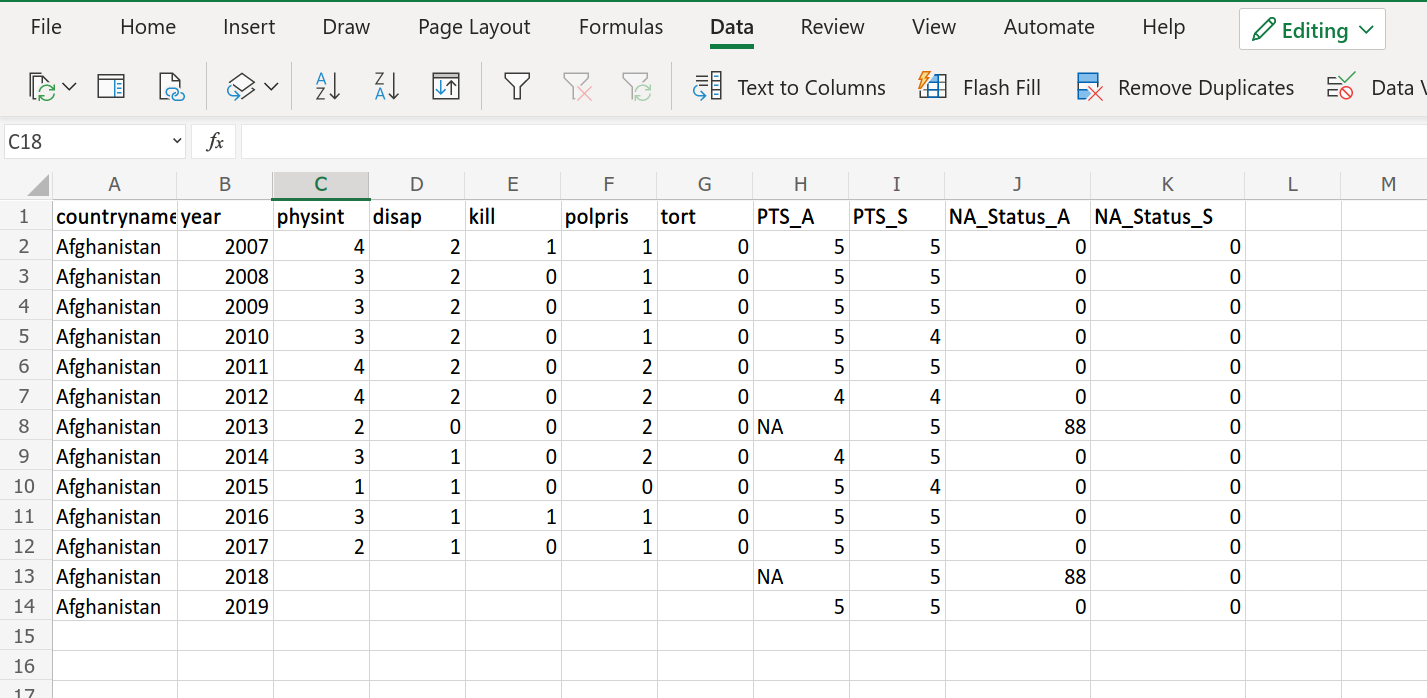 File Home Insert Draw Page Layout Formulas Data Review View Automate Help Editing
A Z Z A Text to Columns Flash Fill Remove Duplicates Data
C18 fx
A B C D E F G H I J K L M
1 countryname year physint disap kill polpris tort PTS_A PTS_S NA_Status_A NA_Status_S
2 Afghanistan 2007 4 2 1 1 0 5 5 0 0
3 Afghanistan 2008 3 2 0 1 0 5 5 0 0
4 Afghanistan 2009 3 2 0 1 0 5 5 0 0
5 Afghanistan 2010 3 2 0 1 0 5 4 0 0
6 Afghanistan 2011 4 2 0 2 0 5 5 0 0
7 Afghanistan 2012 4 2 0 2 0 4 4 0 0
8 Afghanistan 2013 2 0 0 2 0 NA 5 88 0
9 Afghanistan 2014 3 1 0 2 0 4 5 0 0
10 Afghanistan 2015 1 1 0 0 0 5 4 0 0
11 Afghanistan 2016 3 1 1 1 0 5 5 0 0
12 Afghanistan 2017 2 1 0 1 0 5 5 0 0
13 Afghanistan 2018 NA 5 88 0
14 Afghanistan 2019 5 5 0 0
15
16
17